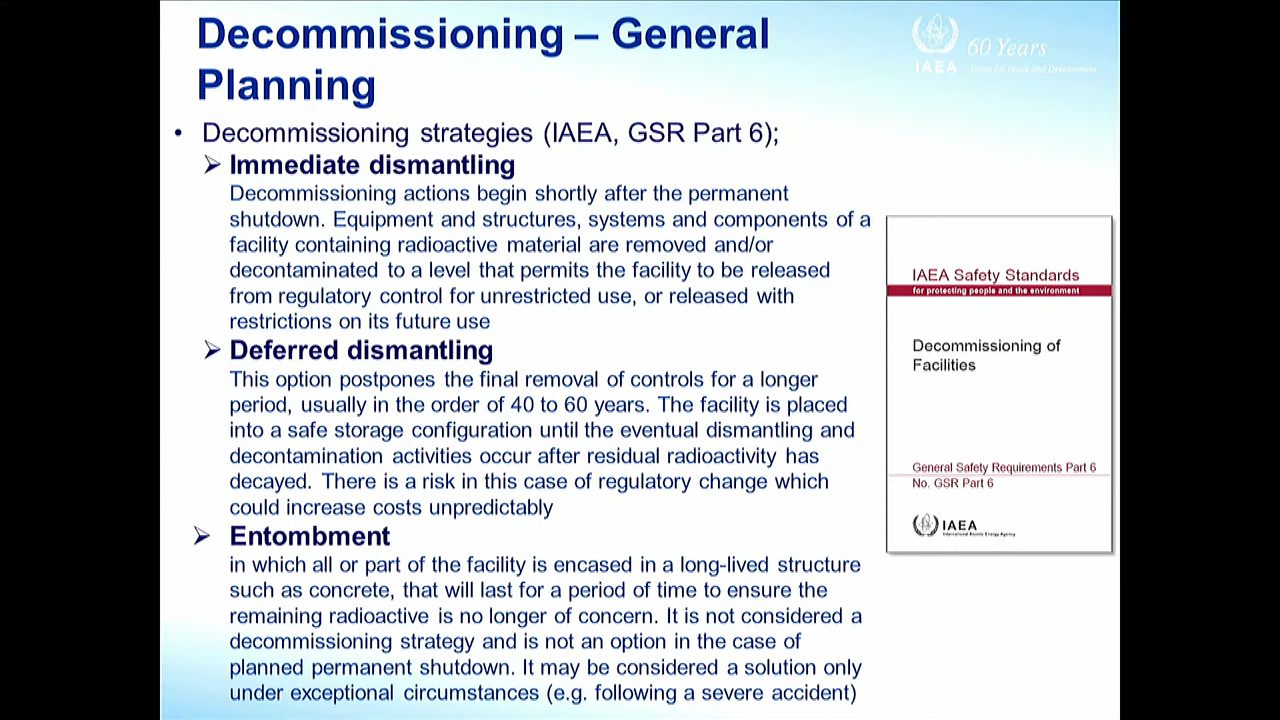 Decommissioning – General
Planning
IAEA
60 Years
Atoms for Peace and Development
• Decommissioning strategies (IAEA, GSR Part 6);
➢ Immediate dismantling
Decommissioning actions begin shortly after the permanent
shutdown. Equipment and structures, systems and components of a
facility containing radioactive material are removed and/or
decontaminated to a level that permits the facility to be released
from regulatory control for unrestricted use, or released with
restrictions on its future use
➢ Deferred dismantling
This option postpones the final removal of controls for a longer
period, usually in the order of 40 to 60 years. The facility is placed
into a safe storage configuration until the eventual dismantling and
decontamination activities occur after residual radioactivity has
decayed. There is a risk in this case of regulatory change which
could increase costs unpredictably
➢ Entombment
in which all or part of the facility is encased in a long-lived structure
such as concrete, that will last for a period of time to ensure the
remaining radioactive is no longer of concern. It is not considered a
decommissioning strategy and is not an option in the case of
planned permanent shutdown. It may be considered a solution only
under exceptional circumstances (e.g. following a severe accident)
IAEA Safety Standards
for protecting people and the environment
Decommissioning of
Facilities
General Safety Requirements Part 6
No. GSR Part 6
IAEA
International Atomic Energy Agency